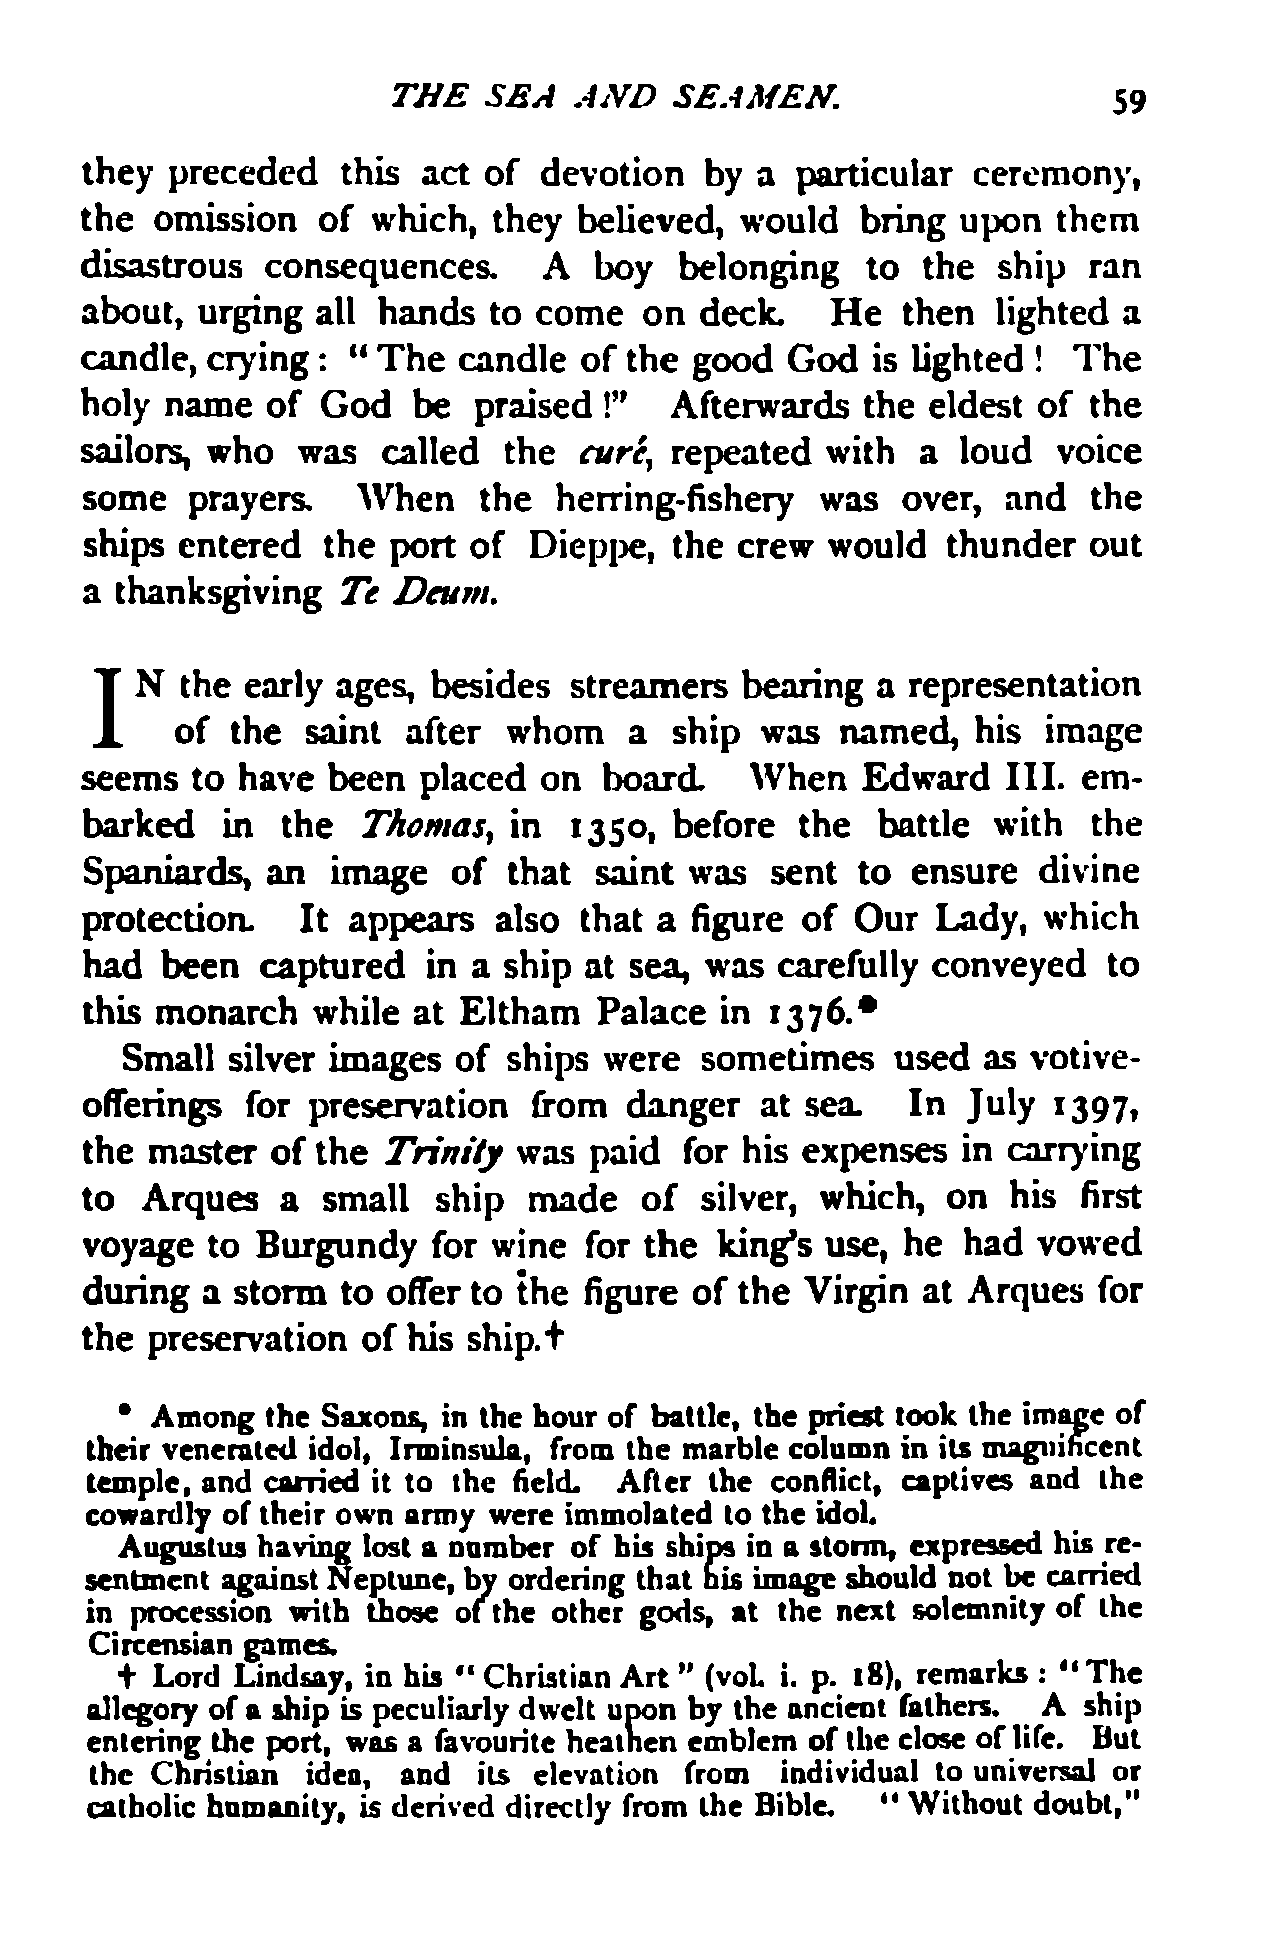 THE SEA AND SEAMEN. 59
they preceded this act of devotion by a particular ceremony,
the omission of which, they believed, would bring upon them
disastrous consequences. A boy belonging to the ship ran
about, urging all hands to come on deck. He then lighted a
candle, crying : " The candle of the good God is lighted ! The
holy name of God be praised !" Afterwards the eldest of the
sailors, who was called the curé, repeated with a loud voice
some prayers. When the herring-fishery was over, and the
ships entered the port of Dieppe, the crew would thunder out
a thanksgiving Te Deum.
IN the early ages, besides streamers bearing a representation
of the saint after whom a ship was named, his image
seems to have been placed on board. When Edward III. em-
barked in the Thomas, in 1350, before the battle with the
Spaniards, an image of that saint was sent to ensure divine
protection. It appears also that a figure of Our Lady, which
had been captured in a ship at sea, was carefully conveyed to
this monarch while at Eltham Palace in 1376.*
Small silver images of ships were sometimes used as votive-
offerings for preservation from danger at sea. In July 1397,
the master of the Trinity was paid for his expenses in carrying
to Arques a small ship made of silver, which, on his first
voyage to Burgundy for wine for the king's use, he had vowed
during a storm to offer to the figure of the Virgin at Arques for
the preservation of his ship.†
* Among the Saxons, in the hour of battle, the priest took the image of
their venerated idol, Irminsula, from the marble column in its magnificent
temple, and carried it to the field. After the conflict, captives and the
cowardly of their own army were immolated to the idol.
Augustus having lost a number of his ships in a storm, expressed his re-
sentment against Neptune, by ordering that his image should not be carried
in procession with those of the other gods, at the next solemnity of the
Circensian games.
† Lord Lindsay, in his " Christian Art " (vol. i. p. 18), remarks : " The
allegory of a ship is peculiarly dwelt upon by the ancient fathers. A ship
entering the port, was a favourite heathen emblem of the close of life. But
the Christian idea, and its elevation from individual to universal or
catholic humanity, is derived directly from the Bible. " Without doubt,"